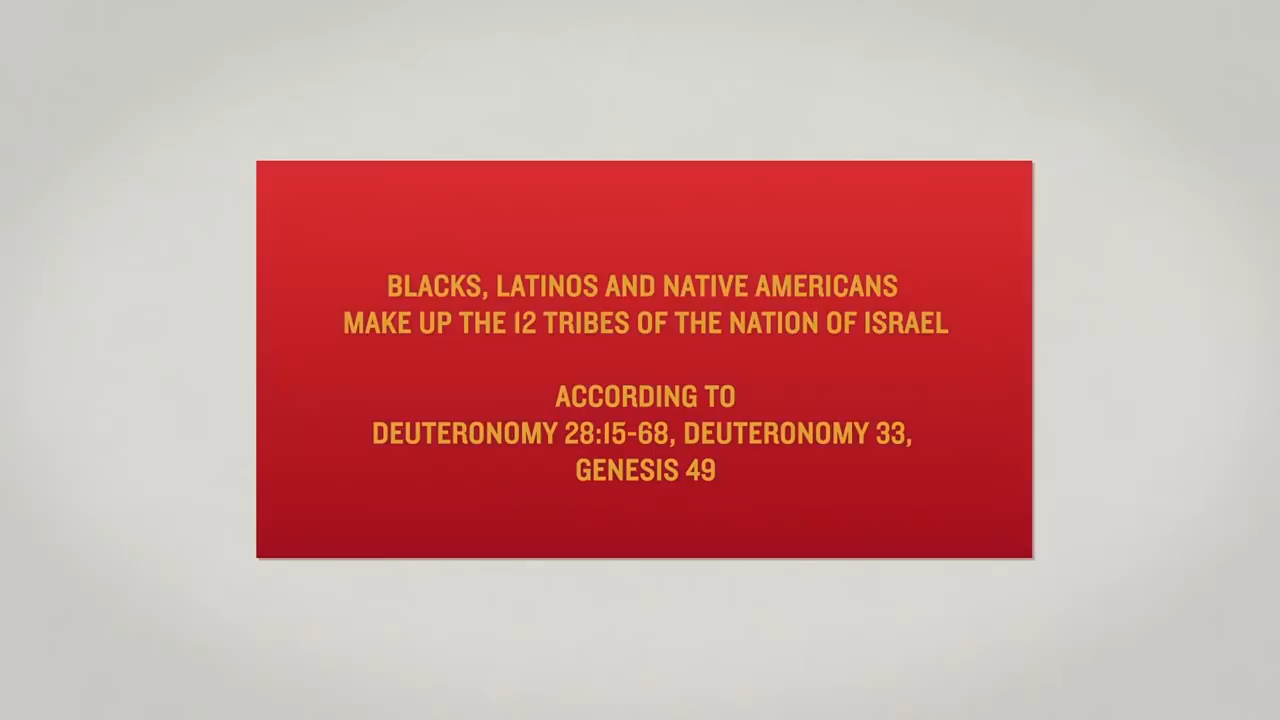 BLACKS, LATINOS AND NATIVE AMERICANS
MAKE UP THE 12 TRIBES OF THE NATION OF ISRAEL
ACCORDING TO
DEUTERONOMY 28:15-68, DEUTERONOMY 33,
GENESIS 49